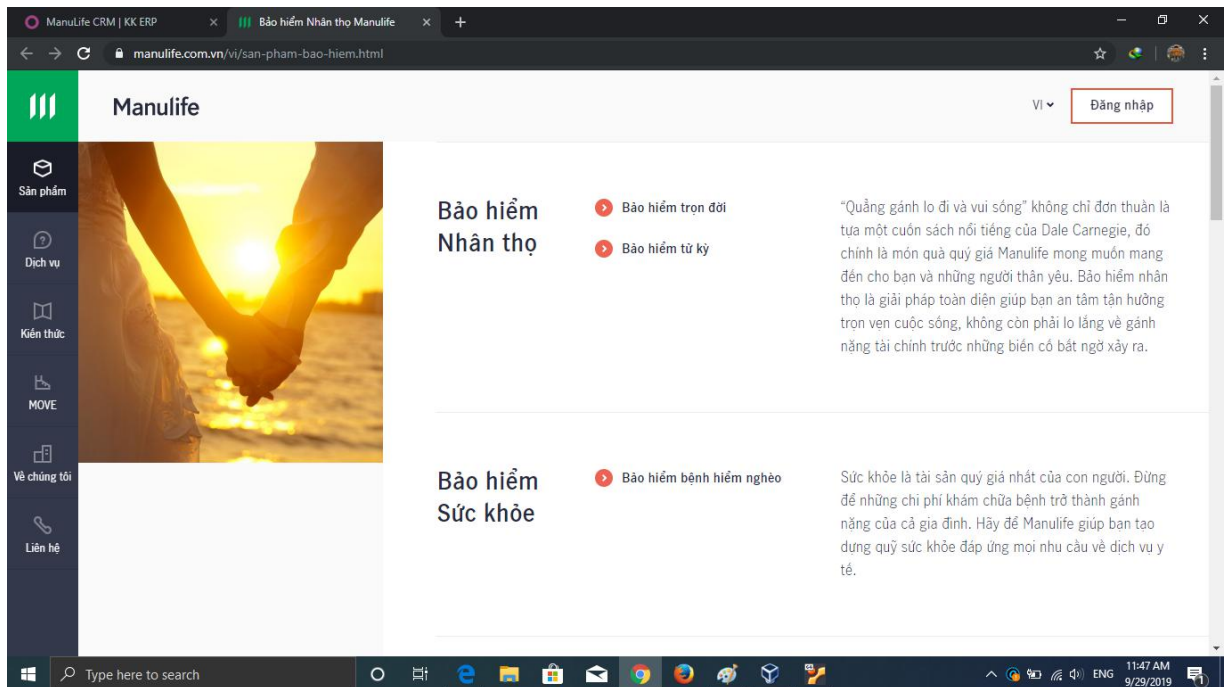 ManuLife CRM | KK ERP
Bảo hiểm Nhân thọ Manulife
manulife.com.vn/vi/san-pham-bao-hiem.html
Manulife
VI
Đăng nhập
Sản phẩm
Dịch vụ
Kiến thức
MOVE
Về chúng tôi
Liên hệ
Bảo hiểm
Nhân thọ
Bảo hiểm trọn đời
Bảo hiểm tử kỳ
“Quẳng gánh lo đi và vui sống” không chỉ đơn thuần là
tựa một cuốn sách nổi tiếng của Dale Carnegie, đó
chính là món quà quý giá Manulife mong muốn mang
đến cho bạn và những người thân yêu. Bảo hiểm nhân
thọ là giải pháp toàn diện giúp bạn an tâm tận hưởng
trọn vẹn cuộc sống, không còn phải lo lắng về gánh
nặng tài chính trước những biến cố bất ngờ xảy ra.
Bảo hiểm
Sức khỏe
Bảo hiểm bệnh hiểm nghèo
Sức khỏe là tài sản quý giá nhất của con người. Đừng
để những chi phí khám chữa bệnh trở thành gánh
nặng của cả gia đình. Hãy để Manulife giúp bạn tạo
dựng quỹ sức khỏe đáp ứng mọi nhu cầu về dịch vụ y
tế.
Type here to search
ENG
11:47 AM
9/29/2019
1